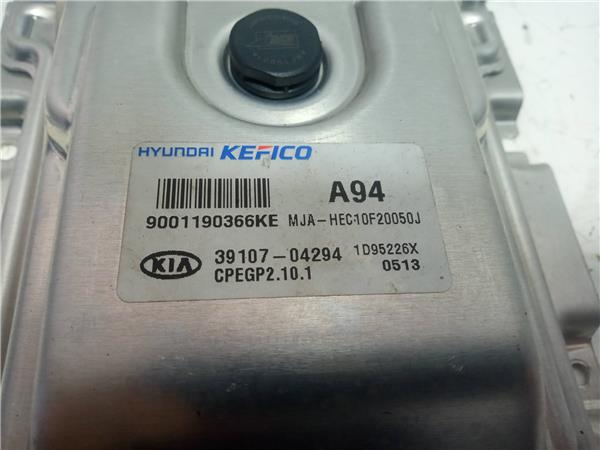 HYUNDAI KEFICO
A94
9001190366KE MJA-HEC10F20050J
KIA 39107-04294 1D95226X
CPEGP2.10.1 0513